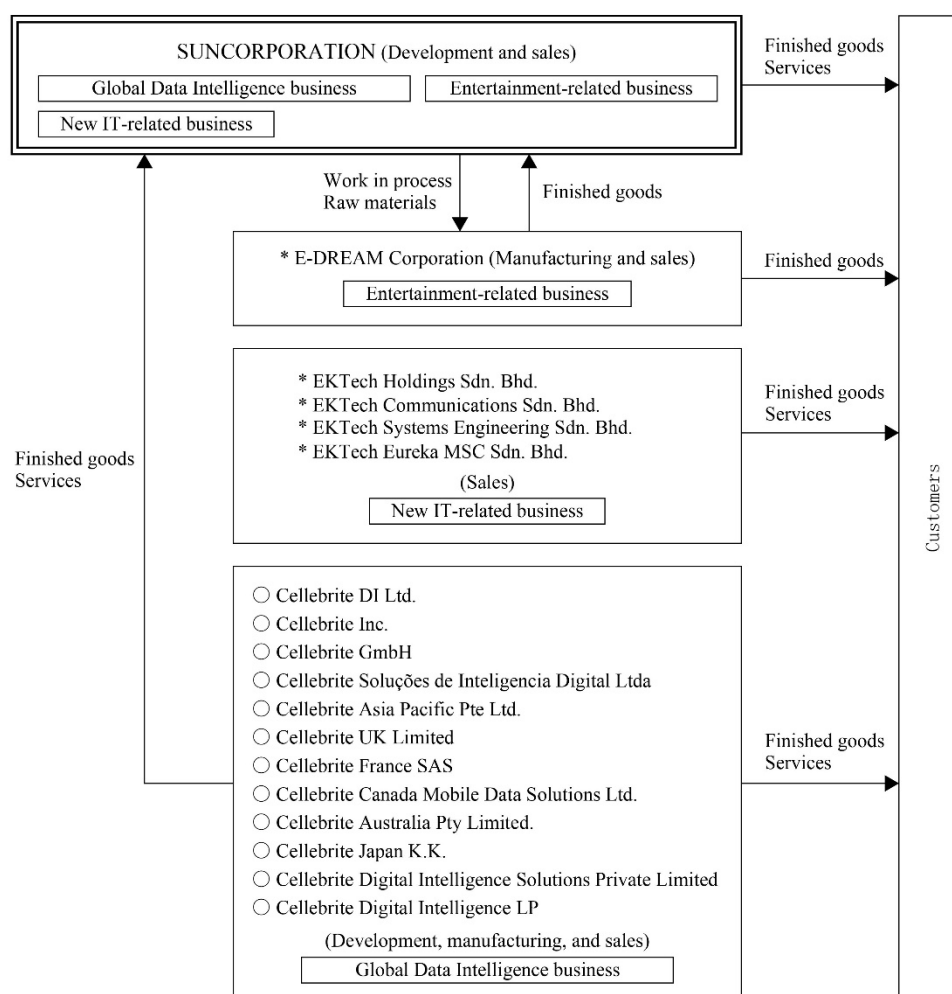 SUNCORPORATION (Development and sales)
Global Data Intelligence business
Entertainment-related business
New IT-related business
Finished goods
Services
Work in process
Raw materials
Finished goods
* E-DREAM Corporation (Manufacturing and sales)
Entertainment-related business
Finished goods
* EKTech Holdings Sdn. Bhd.
* EKTech Communications Sdn. Bhd.
* EKTech Systems Engineering Sdn. Bhd.
* EKTech Eureka MSC Sdn. Bhd.
(Sales)
New IT-related business
Finished goods
Services
Finished goods
Services
Customers
○ Cellebrite DI Ltd.
○ Cellebrite Inc.
○ Cellebrite GmbH
○ Cellebrite Soluções de Inteligencia Digital Ltda
○ Cellebrite Asia Pacific Pte Ltd.
○ Cellebrite UK Limited
○ Cellebrite France SAS
○ Cellebrite Canada Mobile Data Solutions Ltd.
○ Cellebrite Australia Pty Limited.
○ Cellebrite Japan K.K.
○ Cellebrite Digital Intelligence Solutions Private Limited
○ Cellebrite Digital Intelligence LP
(Development, manufacturing, and sales)
Global Data Intelligence business
Finished goods
Services